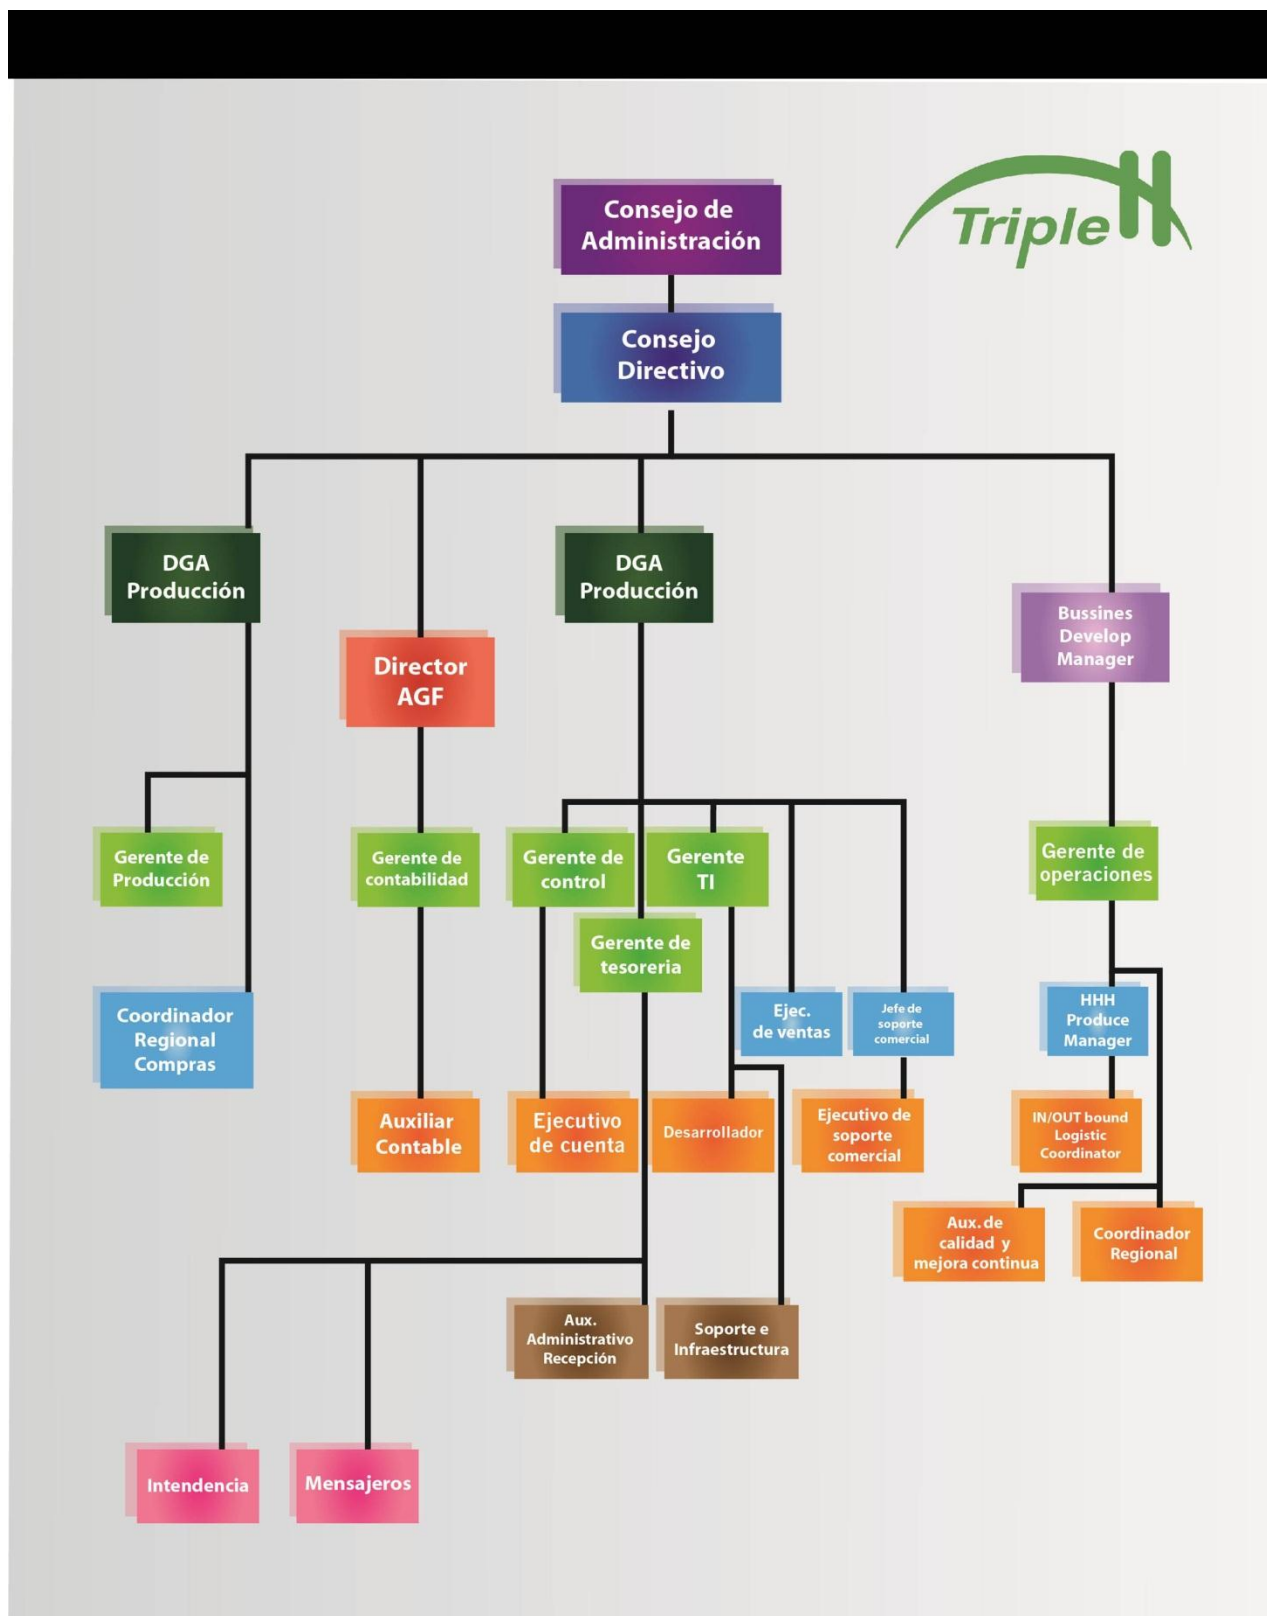 Triple H
Consejo de
Administración
Consejo
Directivo
DGA
Producción
DGA
Producción
Bussines
Develop
Manager
Director
AGF
Gerente de
Producción
Gerente de
contabilidad
Gerente de
control
Gerente
TI
Gerente de
operaciones
Gerente de
tesoreria
Coordinador
Regional
Compras
Ejec.
de ventas
Jefe de
soporte
comercial
HHH
Produce
Manager
Auxiliar
Contable
Ejecutivo
de cuenta
Desarrollador
Ejecutivo de
soporte
comercial
IN/OUT bound
Logistic
Coordinator
Aux. de
calidad y
mejora continua
Coordinador
Regional
Aux.
Administrativo
Recepción
Soporte e
Infraestructura
Intendencia
Mensajeros